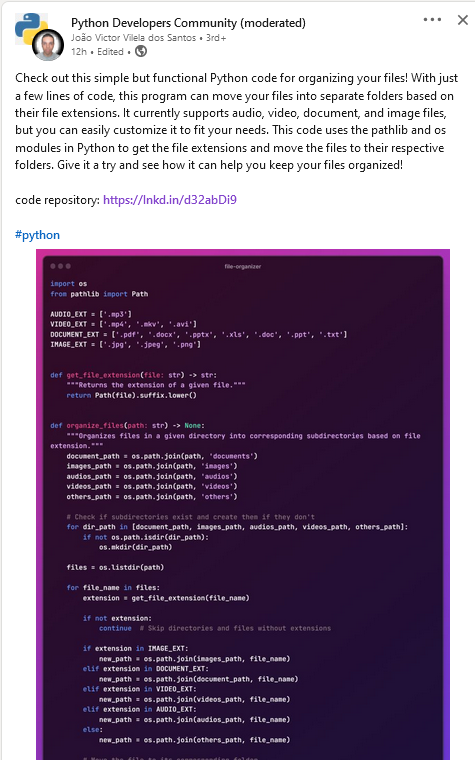 Python Developers Community (moderated)
João Victor Vilela dos Santos • 3rd+
12h • Edited •
Check out this simple but functional Python code for organizing your files! With just
a few lines of code, this program can move your files into separate folders based on
their file extensions. It currently supports audio, video, document, and image files,
but you can easily customize it to fit your needs. This code uses the pathlib and os
modules in Python to get the file extensions and move the files to their respective
folders. Give it a try and see how it can help you keep your files organized!
code repository: https://lnkd.in/d32abDi9
#python
file-organizer
import os
from pathlib import Path
AUDIO_EXT = ['.mp3']
VIDEO_EXT = ['.mp4', '.mkv', '.avi']
DOCUMENT_EXT = ['.pdf', '.docx', '.pptx', '.xls', '.doc', '.ppt', '.txt']
IMAGE_EXT = ['.jpg', '.jpeg', '.png']
def get_file_extension(file: str) -> str:
"""Returns the extension of a given file."""
return Path(file).suffix.lower()
def organize_files(path: str) -> None:
"""Organizes files in a given directory into corresponding subdirectories based on file
extension."""
document_path = os.path.join(path, 'documents')
images_path = os.path.join(path, 'images')
audios_path = os.path.join(path, 'audios')
videos_path = os.path.join(path, 'videos')
others_path = os.path.join(path, 'others')
# Check if subdirectories exist and create them if they don't
for dir_path in [document_path, images_path, audios_path, videos_path, others_path]:
if not os.path.isdir(dir_path):
os.mkdir(dir_path)
files = os.listdir(path)
for file_name in files:
extension = get_file_extension(file_name)
if not extension:
continue # Skip directories and files without extensions
if extension in IMAGE_EXT:
new_path = os.path.join(images_path, file_name)
elif extension in DOCUMENT_EXT:
new_path = os.path.join(document_path, file_name)
elif extension in VIDEO_EXT:
new_path = os.path.join(videos_path, file_name)
elif extension in AUDIO_EXT:
new_path = os.path.join(audios_path, file_name)
else:
new_path = os.path.join(others_path, file_name)